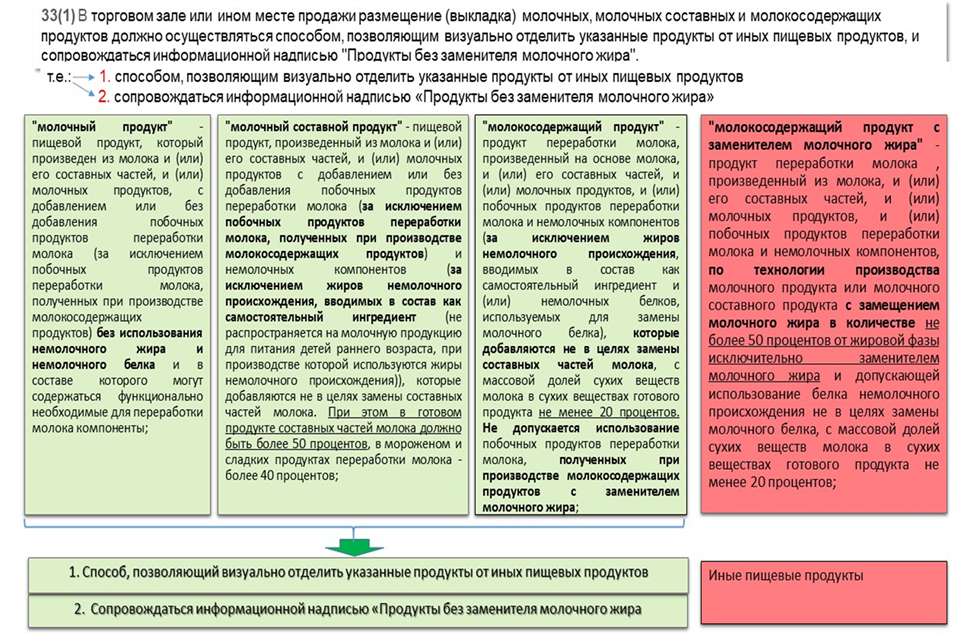 33(1) В торговом зале или ином месте продажи размещение (выкладка) молочных, молочных составных и молокосодержащих
продуктов должно осуществляться способом, позволяющим визуально отделить указанные продукты от иных пищевых продуктов, и
сопровождаться информационной надписью "Продукты без заменителя молочного жира".
т.е.: 1. способом, позволяющим визуально отделить указанные продукты от иных пищевых продуктов
2. сопровождаться информационной надписью «Продукты без заменителя молочного жира»
"молочный продукт" -
пищевой продукт, который
произведен из молока и (или)
его составных частей, и (или)
молочных продуктов, с
добавлением или без
добавления побочных
продуктов переработки
молока (за исключением
побочных продуктов
переработки молока,
полученных при производстве
молокосодержащих
продуктов) без использования
немолочного жира и
немолочного белка и в
составе которого могут
содержаться функционально
необходимые для переработки
молока компоненты;
"молочный составной продукт" - пищевой
продукт, произведенный из молока и (или)
его составных частей, и (или) молочных
продуктов с добавлением или без
добавления побочных продуктов
переработки молока (за исключением
побочных продуктов переработки
молока, полученных при производстве
молокосодержащих продуктов) и
немолочных компонентов (за
исключением жиров немолочного
происхождения, вводимых в состав как
самостоятельный ингредиент (не
распространяется на молочную продукцию
для питания детей раннего возраста, при
производстве которой используются жиры
немолочного происхождения)), которые
добавляются не в целях замены составных
частей молока. При этом в готовом
продукте составных частей молока должно
быть более 50 процентов, в мороженом и
сладких продуктах переработки молока -
более 40 процентов;
"молокосодержащий продукт" -
продукт переработки молока,
произведенный на основе молока,
и (или) его составных частей, и
(или) молочных продуктов, и (или)
побочных продуктов переработки
молока и немолочных компонентов
(за исключением жиров
немолочного происхождения,
вводимых в состав как
самостоятельный ингредиент и
(или) немолочных белков,
используемых для замены
молочного белка), которые
добавляются не в целях замены
составных частей молока, с
массовой долей сухих веществ
молока в сухих веществах готового
продукта не менее 20 процентов.
Не допускается использование
побочных продуктов переработки
молока, полученных при
производстве молокосодержащих
продуктов с заменителем
молочного жира;
"молокосодержащий продукт с
заменителем молочного жира" -
продукт переработки молока ,
произведенный из молока, и (или)
его составных частей, и (или)
молочных продуктов, и (или)
побочных продуктов переработки
молока и немолочных компонентов,
по технологии производства
молочного продукта или молочного
составного продукта с замещением
молочного жира в количестве не
более 50 процентов от жировой фазы
исключительно заменителем
молочного жира и допускающей
использование белка немолочного
происхождения не в целях замены
молочного белка, с массовой долей
сухих веществ молока в сухих
веществах готового продукта не
менее 20 процентов;
1. Способ, позволяющий визуально отделить указанные продукты от иных пищевых продуктов
2. Сопровождаться информационной надписью «Продукты без заменителя молочного жира
Иные пищевые продукты